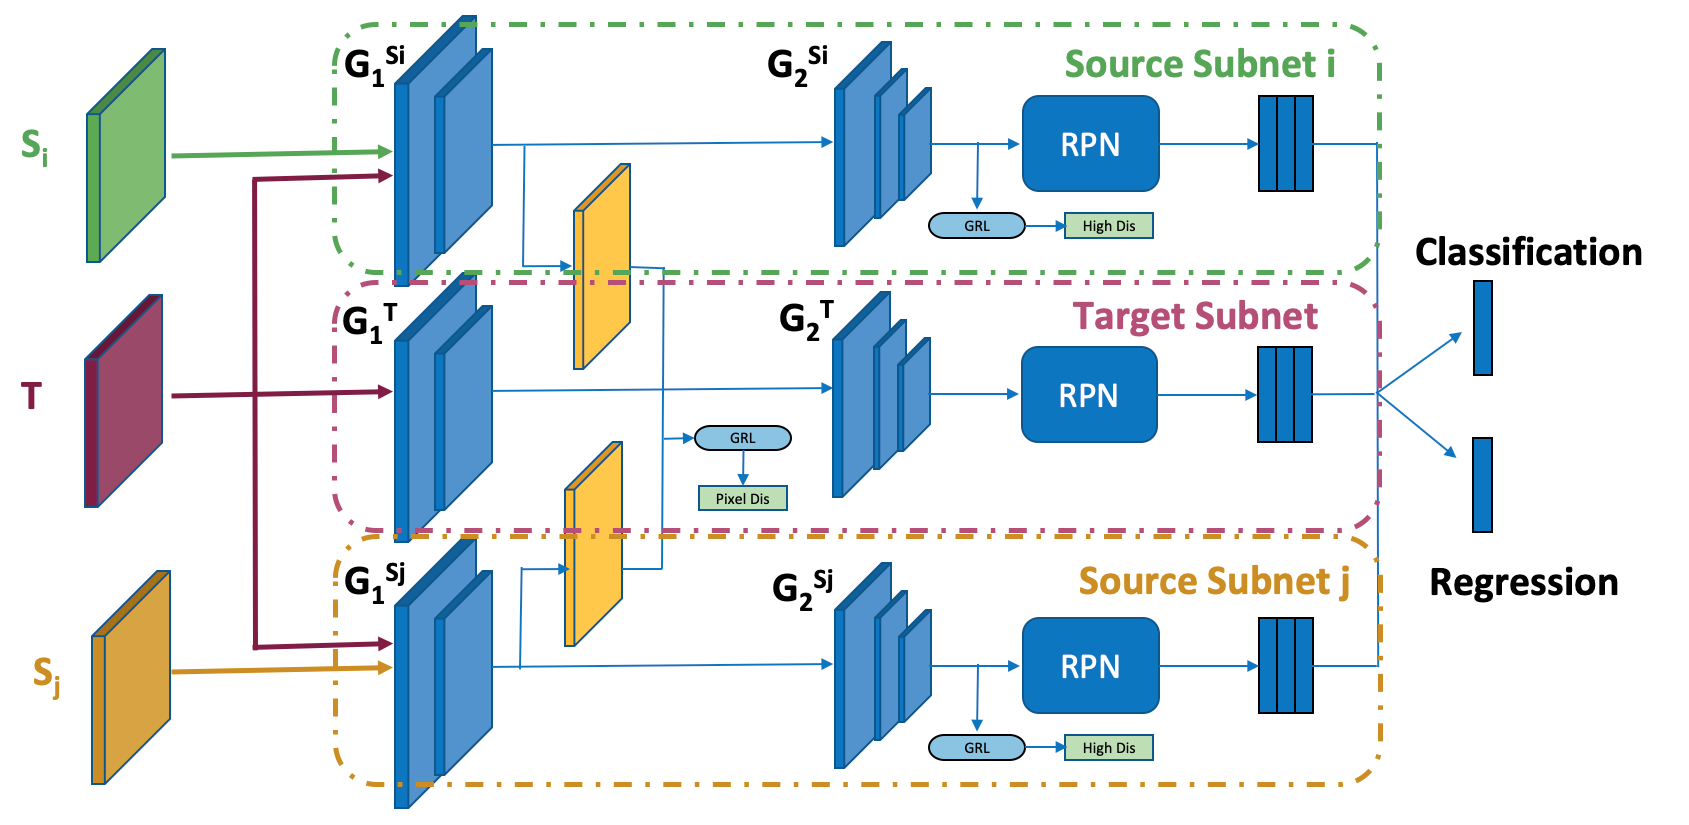 S_i
T
S_j
G_1^Si
G_2^Si
Source Subnet i
RPN
GRL
High Dis
G_1^T
G_2^T
Target Subnet
RPN
GRL
Pixel Dis
G_1^Sj
G_2^Sj
Source Subnet j
RPN
GRL
High Dis
Classification
Regression